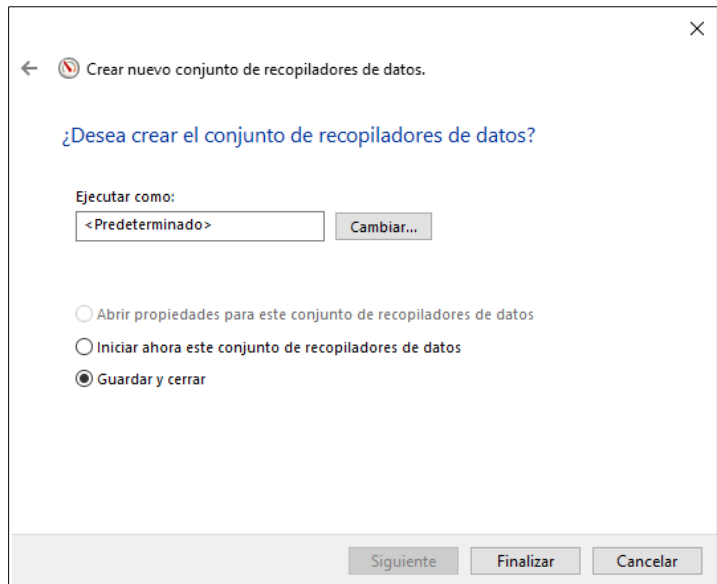 Crear nuevo conjunto de recopiladores de datos.
¿Desea crear el conjunto de recopiladores de datos?
Ejecutar como:
<Predeterminado>
Cambiar...
Abrir propiedades para este conjunto de recopiladores de datos
Iniciar ahora este conjunto de recopiladores de datos
Guardar y cerrar
Siguiente
Finalizar
Cancelar